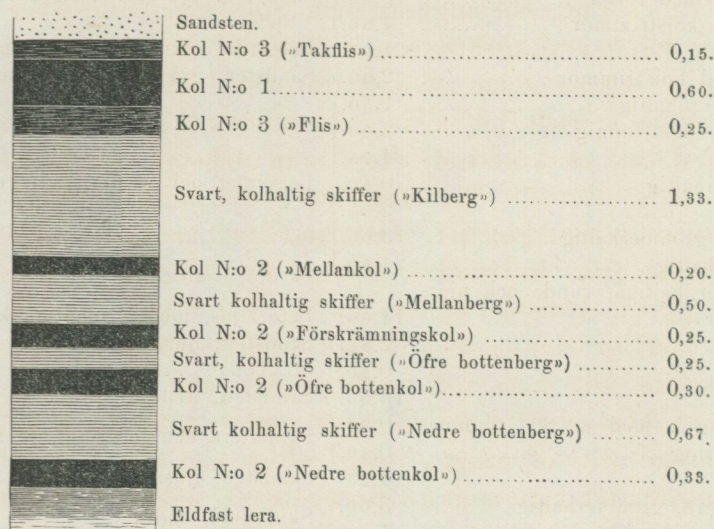 Sandsten.
Kol N:o 3 (»Takflis») ........ 0,15.
Kol N:o 1 ........ 0,60.
Kol N:o 3 (»Flis») ........ 0,25.
Svart, kolhaltig skiffer (»Kilberg») ........ 1,33.
Kol N:o 2 (»Mellankol») ........ 0,20.
Svart kolhaltig skiffer (»Mellanberg») ........ 0,50.
Kol N:o 2 (»Förskrämningskol») ........ 0,25.
Svart, kolhaltig skiffer (»Öfre bottenberg») ........ 0,25.
Kol N:o 2 (»Öfre bottenkol») ........ 0,30.
Svart kolhaltig skiffer (»Nedre bottenberg») ........ 0,67.
Kol N:o 2 (»Nedre bottenkol») ........ 0,33.
Eldfast lera.